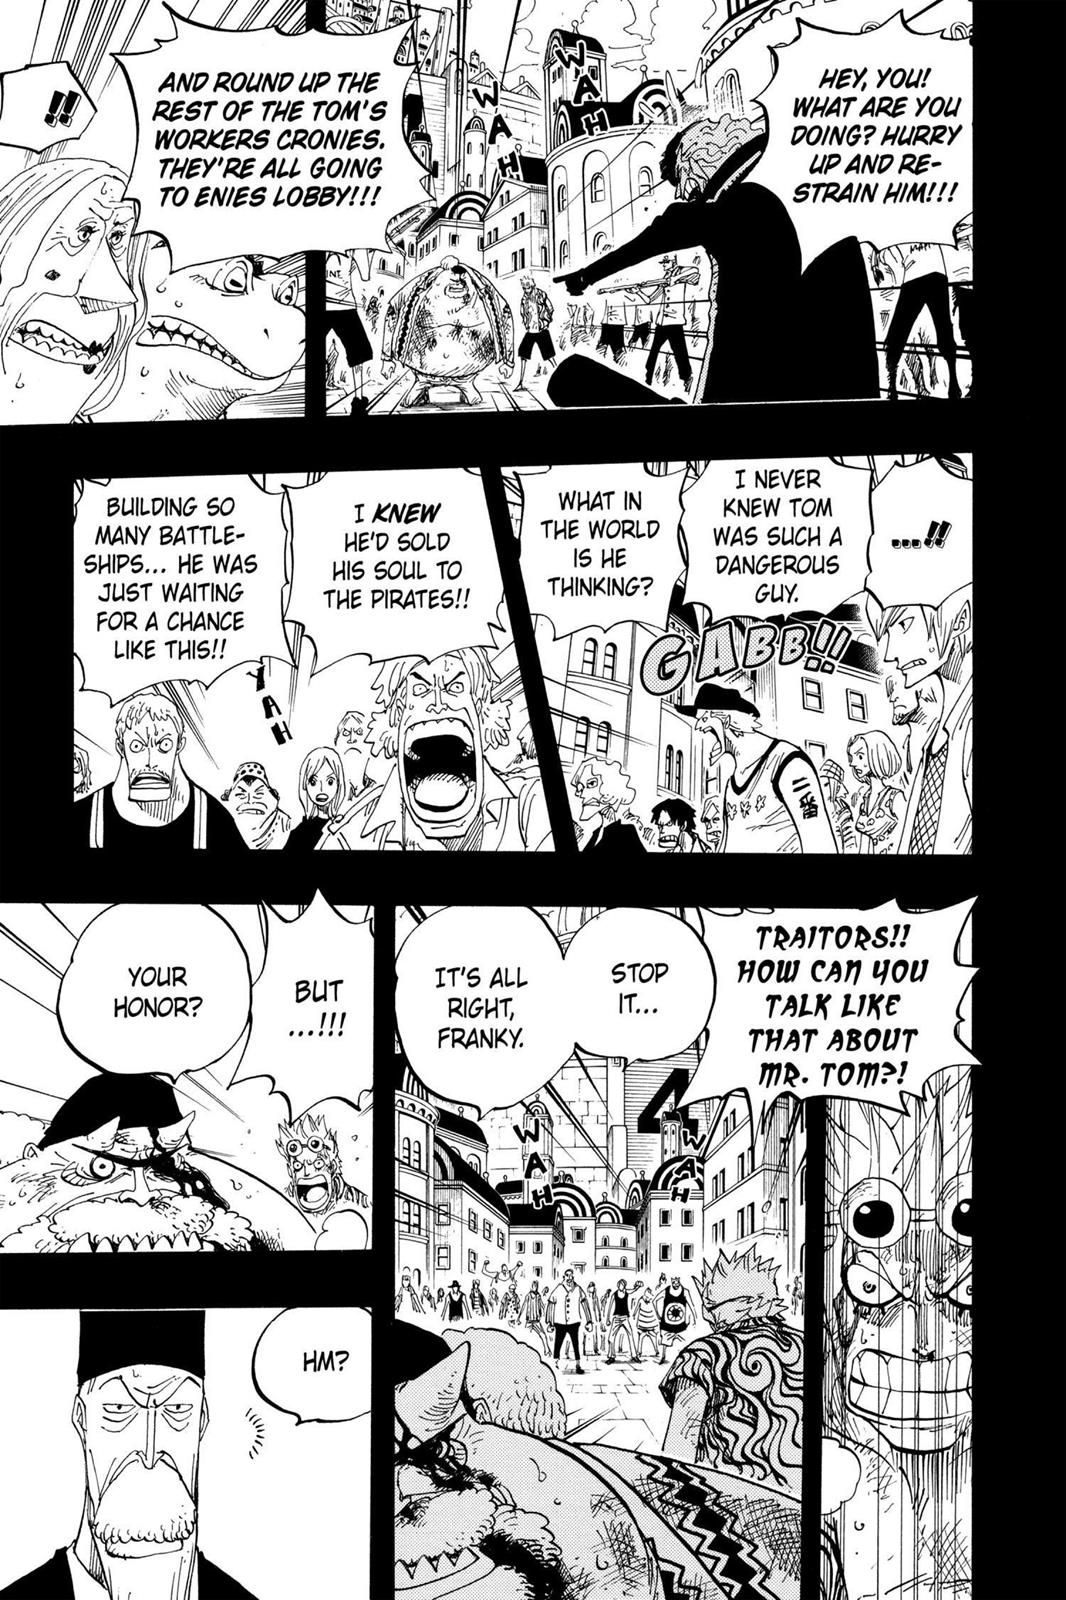 HEY, YOU!
WHAT ARE YOU
DOING? HURRY
UP AND RE-
STRAIN HIM!!!
WAH
WAH
AND ROUND UP THE
REST OF THE TOM'S
WORKERS CRONIES.
THEY'RE ALL GOING
TO ENIES LOBBY!!!
!!
...!!
I NEVER
KNEW TOM
WAS SUCH A
DANGEROUS
GUY.
WHAT IN
THE WORLD
IS HE
THINKING?
GABB!!
二番
I KNEW
HE'D SOLD
HIS SOUL TO
THE PIRATES!!
YAH
BUILDING SO
MANY BATTLE-
SHIPS... HE WAS
JUST WAITING
FOR A CHANCE
LIKE THIS!!
TRAITORS!!
HOW CAN YOU
TALK LIKE
THAT ABOUT
MR. TOM?!
STOP
IT...
IT'S ALL
RIGHT,
FRANKY.
4
WAH
WAH
BUT
...!!!
YOUR
HONOR?
HM?